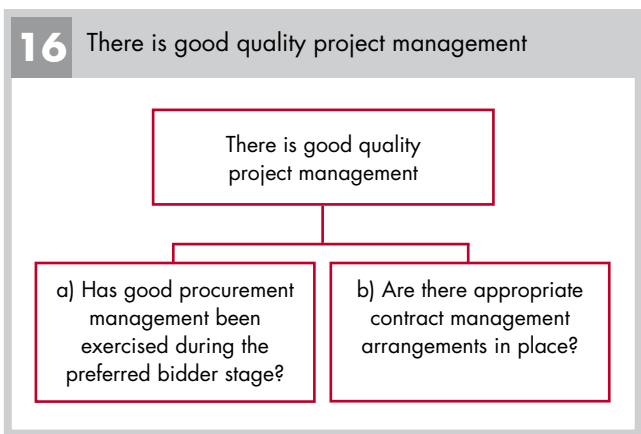 16 There is good quality project management
There is good quality
project management
a) Has good procurement
management been
exercised during the
preferred bidder stage?
b) Are there appropriate
contract management
arrangements in place?